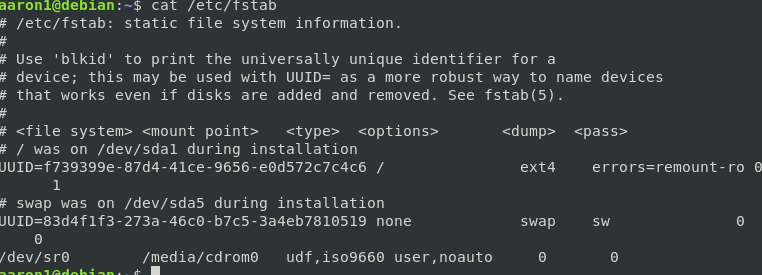 aaron1@debian:~$ cat /etc/fstab
# /etc/fstab: static file system information.
#
# Use 'blkid' to print the universally unique identifier for a
# device; this may be used with UUID= as a more robust way to name devices
# that works even if disks are added and removed. See fstab(5).
#
# <file system> <mount point>   <type>  <options>       <dump>  <pass>
# / was on /dev/sda1 during installation
UUID=f739399e-87d4-41ce-9656-e0d572c7c4c6 /               ext4    errors=remount-ro 0
      1
# swap was on /dev/sda5 during installation
UUID=83d4f1f3-273a-46c0-b7c5-3a4eb7810519 none            swap    sw              0
    0
/dev/sr0        /media/cdrom0   udf,iso9660 user,noauto     0       0
aaron1@debian:~$